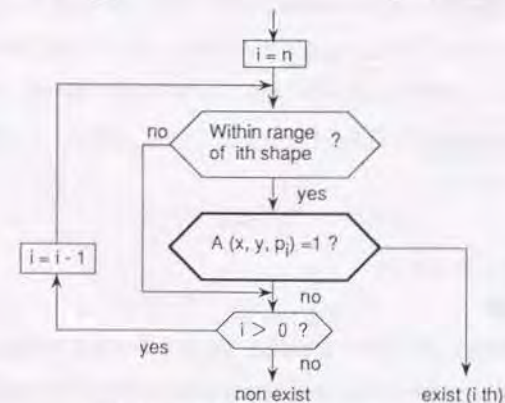 i = n
no
Within range
of ith shape ?
yes
A (x, y, pi) =1 ?
i = i - 1
no
i > 0 ?
yes
no
non exist
exist (i th)